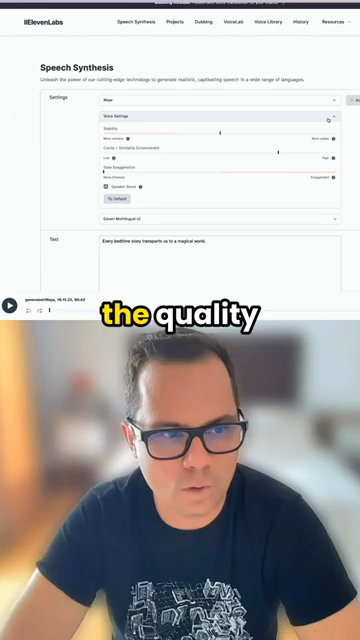 IIElevenLabs
Speech Synthesis Projects Dubbing VoiceLab Voice Library History Resources
Speech Synthesis
Unleash the power of our cutting-edge technology to generate realistic, captivating speech in a wide range of languages.
Settings
Maya
Voice Settings
Stability
More variable
More stable
Clarity + Similarity Enhancement
Low
High
Style Exaggeration
None (Fastest)
Exaggerated
Speaker Boost
To Default
Eleven Multilingual v2
Text
Every bedtime story transports us to a magical world.
the quality